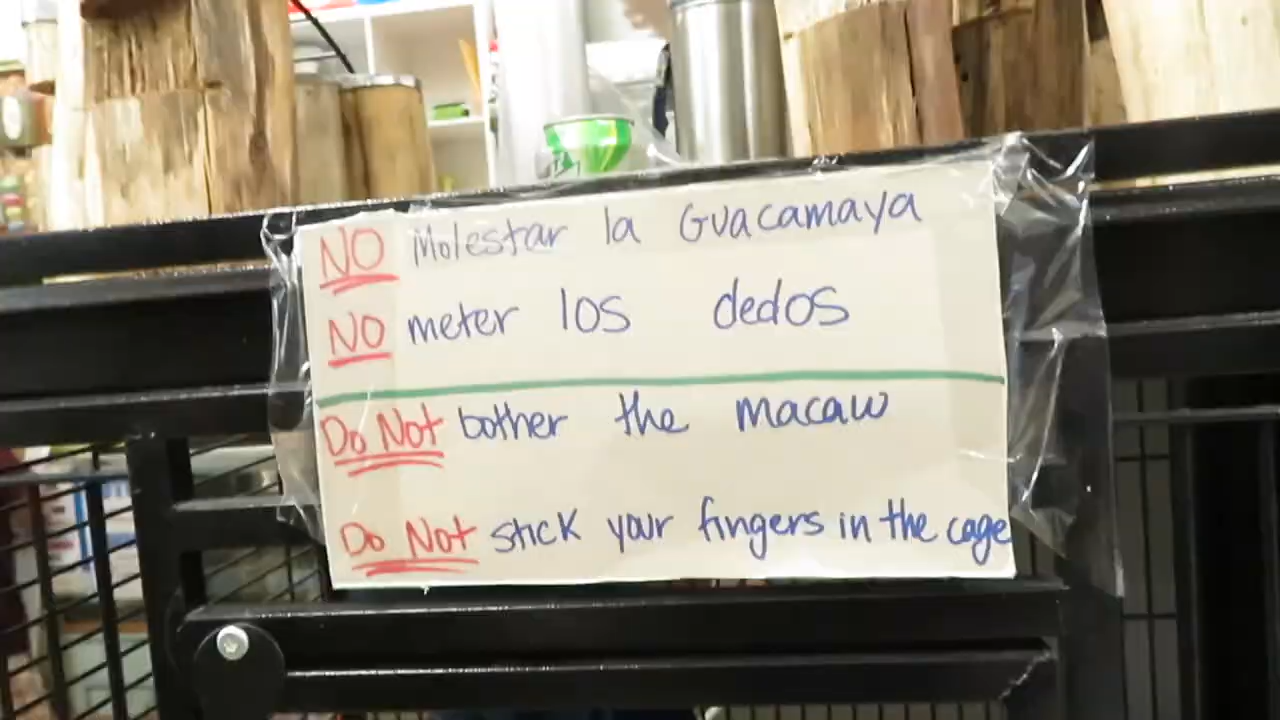 NO Molestar la Guacamaya
NO meter los dedos
Do Not bother the macaw
Do Not stick your fingers in the cage